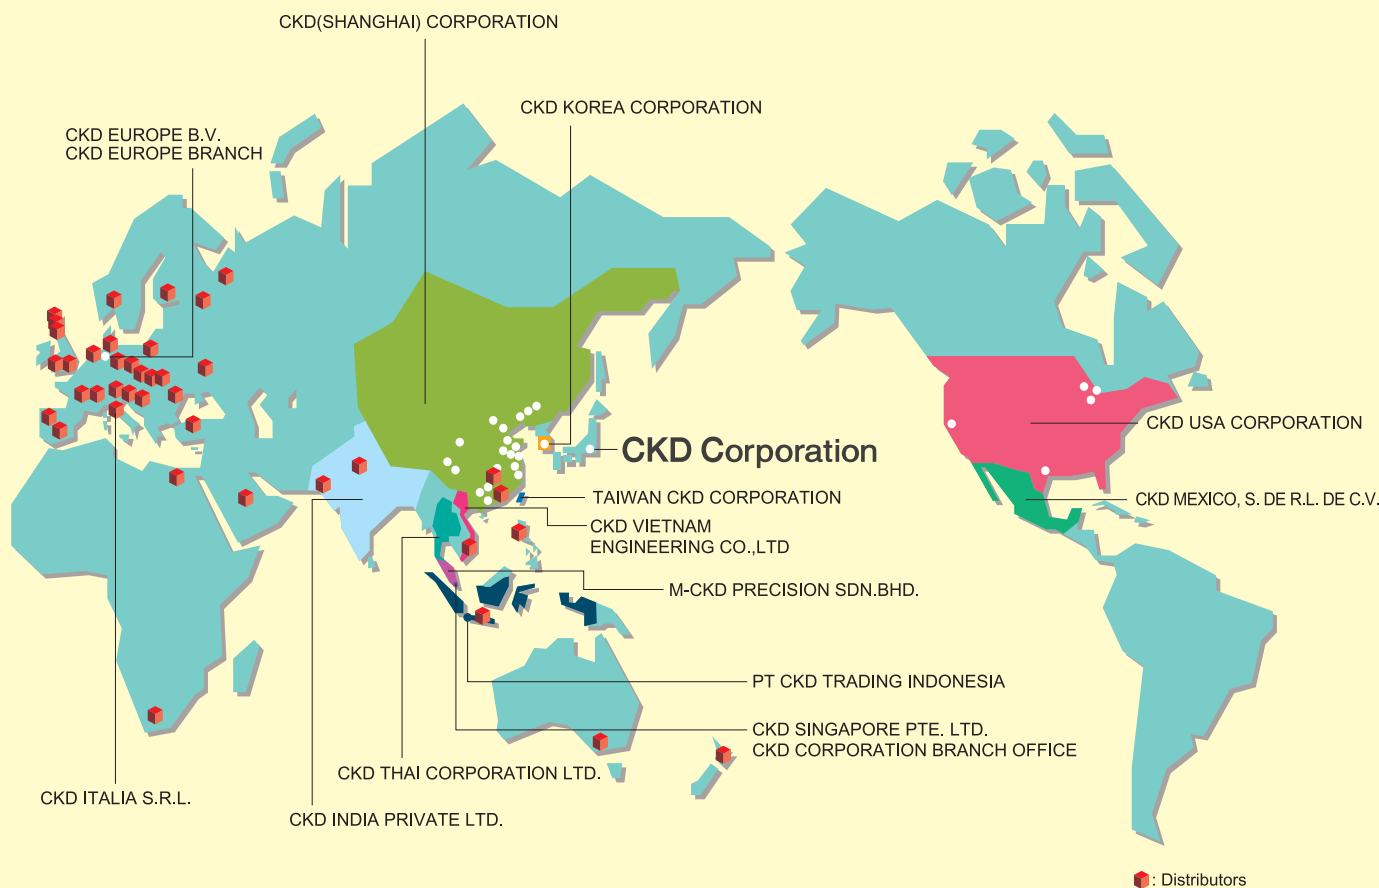 CKD(SHANGHAI) CORPORATION
CKD KOREA CORPORATION
CKD EUROPE B.V.
CKD EUROPE BRANCH
CKD USA CORPORATION
CKD Corporation
TAIWAN CKD CORPORATION
CKD MEXICO, S. DE R.L. DE C.V.
CKD VIETNAM
ENGINEERING CO.,LTD
M-CKD PRECISION SDN.BHD.
PT CKD TRADING INDONESIA
CKD SINGAPORE PTE. LTD.
CKD CORPORATION BRANCH OFFICE
CKD THAI CORPORATION LTD.
CKD ITALIA S.R.L.
CKD INDIA PRIVATE LTD.
: Distributors